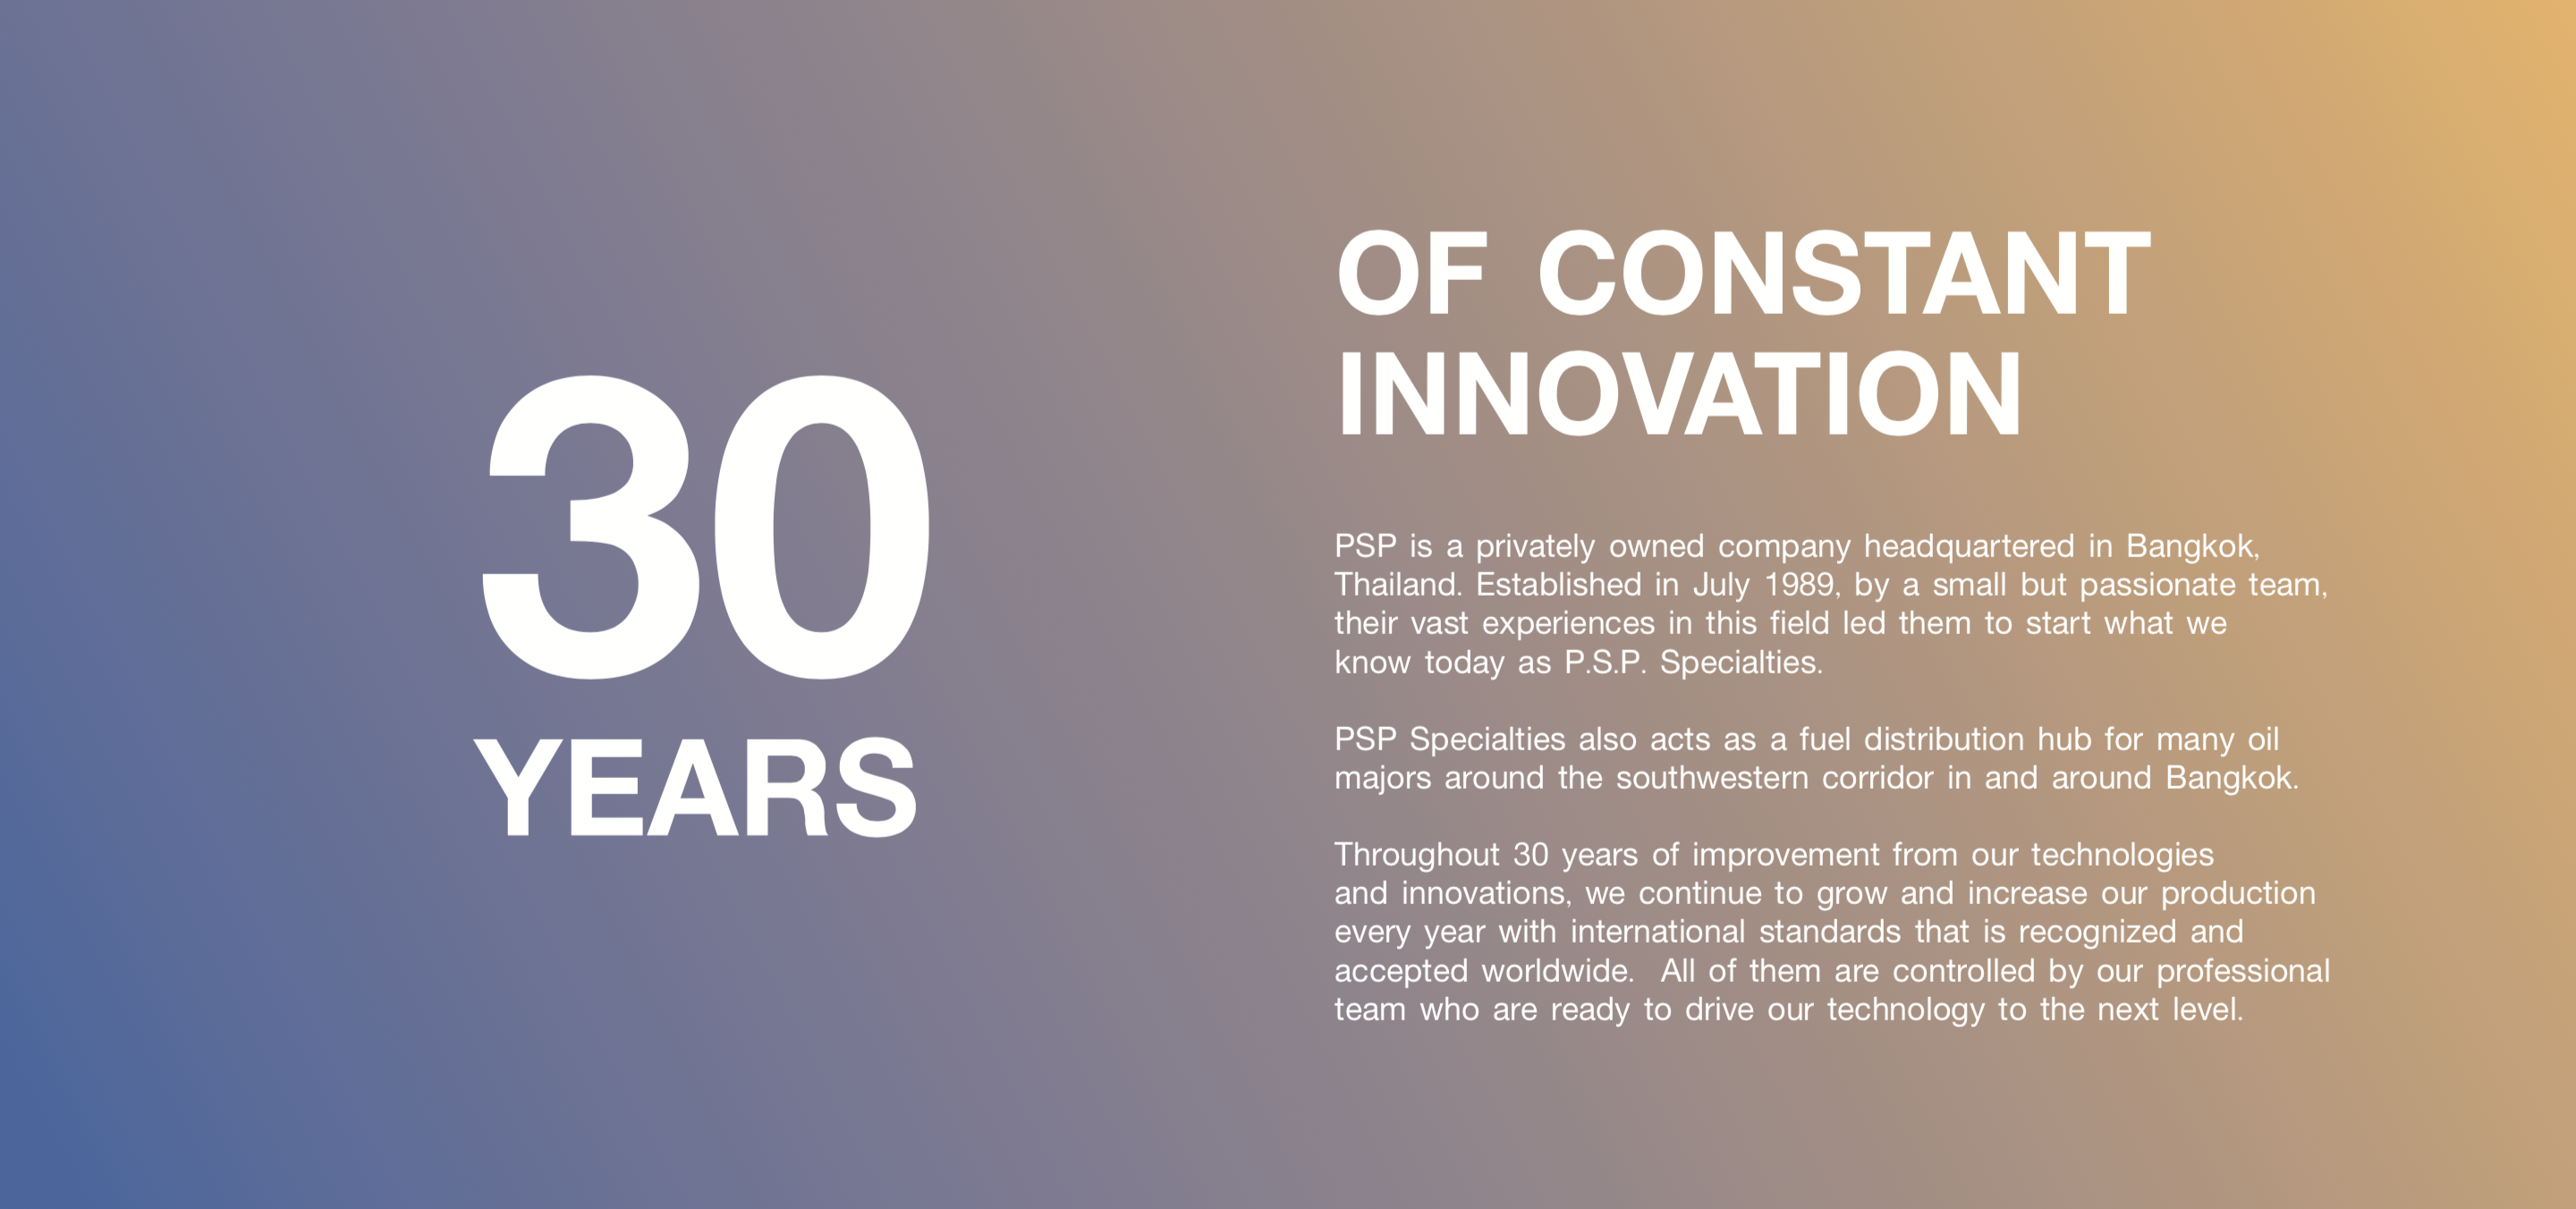 30
YEARS
OF CONSTANT
INNOVATION
PSP is a privately owned company headquartered in Bangkok,
Thailand. Established in July 1989, by a small but passionate team,
their vast experiences in this field led them to start what we
know today as P.S.P. Specialties.
PSP Specialties also acts as a fuel distribution hub for many oil
majors around the southwestern corridor in and around Bangkok.
Throughout 30 years of improvement from our technologies
and innovations, we continue to grow and increase our production
every year with international standards that is recognized and
accepted worldwide.  All of them are controlled by our professional
team who are ready to drive our technology to the next level.